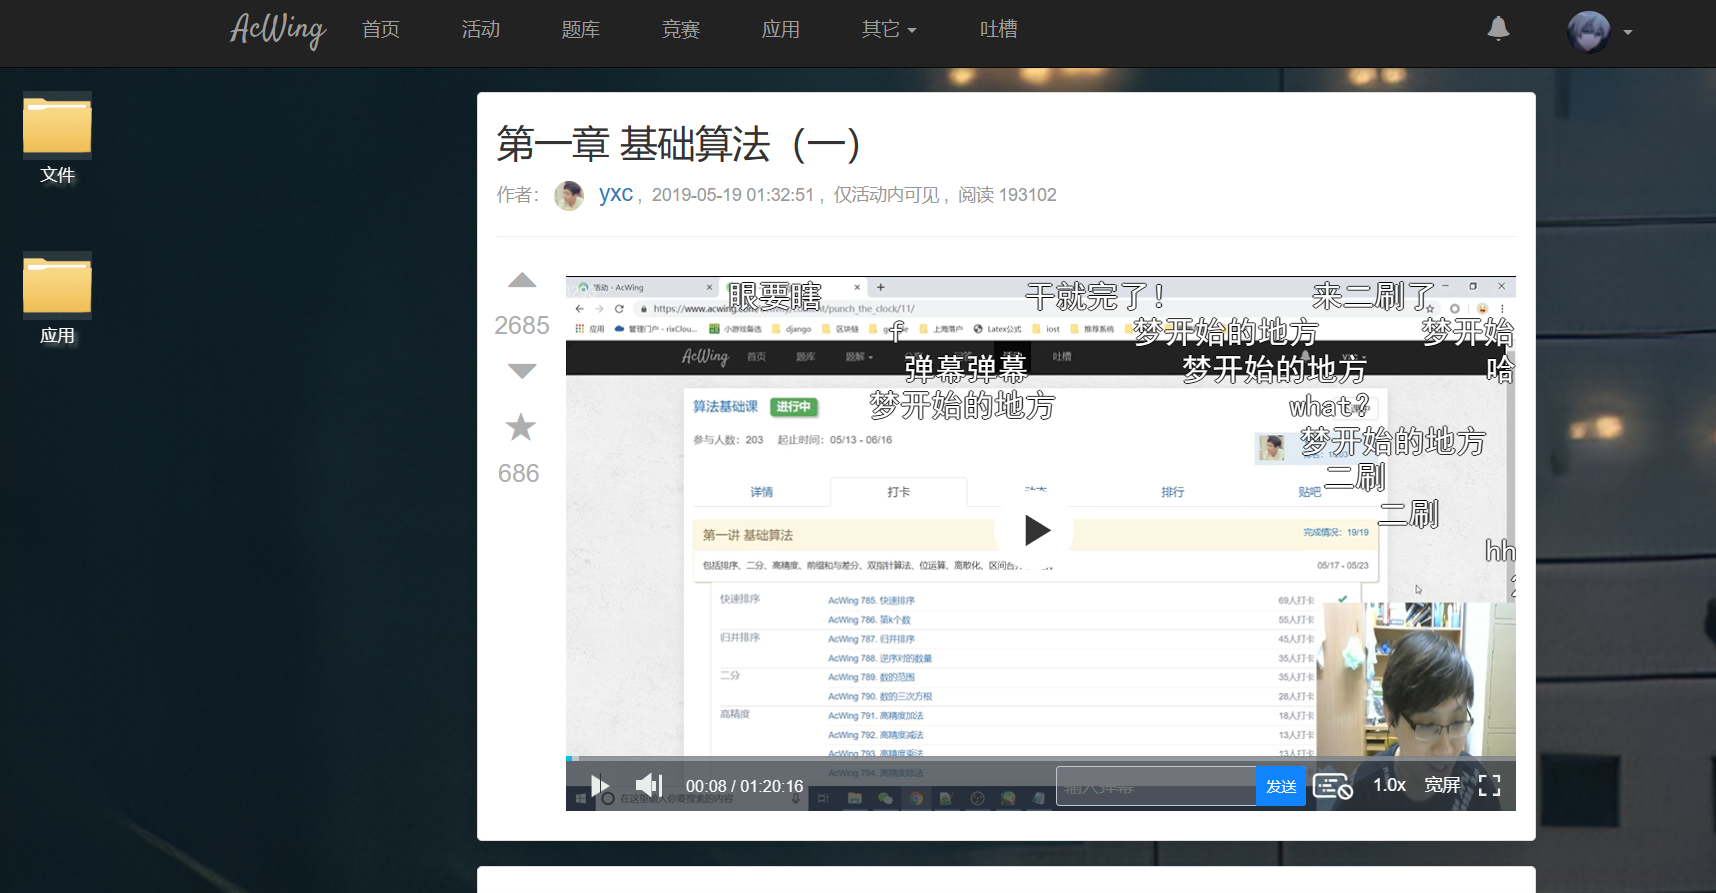 AcWing 首页 活动 题库 竞赛 应用 其它 吐槽
文件
应用
第一章 基础算法（一）
作者： yxc , 2019-05-19 01:32:51 , 仅活动内可见 , 阅读 193102
2685
686
活动 - AcWing
眼要瞎
干就完了！
来二刷了
https://www.acwing.com
punch_the_clock/11/
f
梦开始的地方
梦开始
应用 管理门户 - rixClou... 小游戏备选 django 区块链 上海落户 Latex公式 iost 推荐系统
AcWing 首页 题库 题解 吐槽
弹幕弹幕
梦开始的地方
哈
梦开始的地方
what?
算法基础课 进行中
参与人数：203 起止时间：05/13 - 06/16
梦开始的地方
二刷
详情 打卡 排行 贴吧
二刷
第一讲 基础算法 完成情况：19/19
hh
包括排序、二分、高精度、前缀和与差分、双指针算法、位运算、离散化、区间合 05/17 - 05/23
快速排序 AcWing 785. 快速排序 69人打卡
AcWing 786. 第k个数 55人打卡
归并排序 AcWing 787. 归并排序 45人打卡
AcWing 788. 逆序对的数量 35人打卡
二分 AcWing 789. 数的范围 35人打卡
AcWing 790. 数的三次方根 28人打卡
高精度 AcWing 791. 高精度加法 18人打卡
AcWing 792. 高精度减法 13人打卡
AcWing 793. 高精度乘法 13人打卡
AcWing 794. 高精度除法
00:08 / 01:20:16 输入弹幕 发送 1.0x 宽屏
在这里输入你要搜索的内容